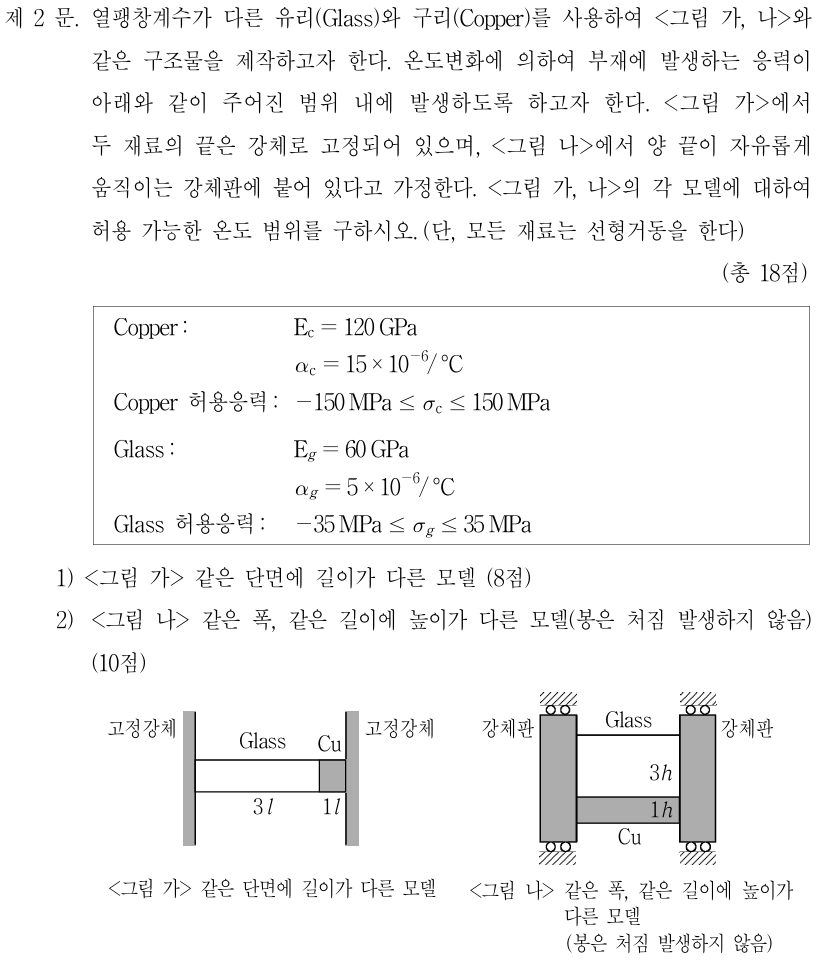 제 2 문. 열팽창계수가 다른 유리(Glass)와 구리(Copper)를 사용하여 <그림 가, 나>와
같은 구조물을 제작하고자 한다. 온도변화에 의하여 부재에 발생하는 응력이
아래와 같이 주어진 범위 내에 발생하도록 하고자 한다. <그림 가>에서
두 재료의 끝은 강체로 고정되어 있으며, <그림 나>에서 양 끝이 자유롭게
움직이는 강체판에 붙어 있다고 가정한다. <그림 가, 나>의 각 모델에 대하여
허용 가능한 온도 범위를 구하시오. (단, 모든 재료는 선형거동을 한다)
(총 18점)
Copper : E_c = 120 GPa
α_c = 15 × 10^{-6}/℃
Copper 허용응력 : −150 MPa ≤ σ_c ≤ 150 MPa
Glass : E_g = 60 GPa
α_g = 5 × 10^{-6}/℃
Glass 허용응력 : −35 MPa ≤ σ_g ≤ 35 MPa
1) <그림 가> 같은 단면에 길이가 다른 모델 (8점)
2) <그림 나> 같은 폭, 같은 길이에 높이가 다른 모델(봉은 처짐 발생하지 않음)
(10점)
고정강체 Glass Cu 고정강체
3l 1l
<그림 가> 같은 단면에 길이가 다른 모델
강체판 Glass 강체판
3h
1h
Cu
<그림 나> 같은 폭, 같은 길이에 높이가
다른 모델
(봉은 처짐 발생하지 않음)